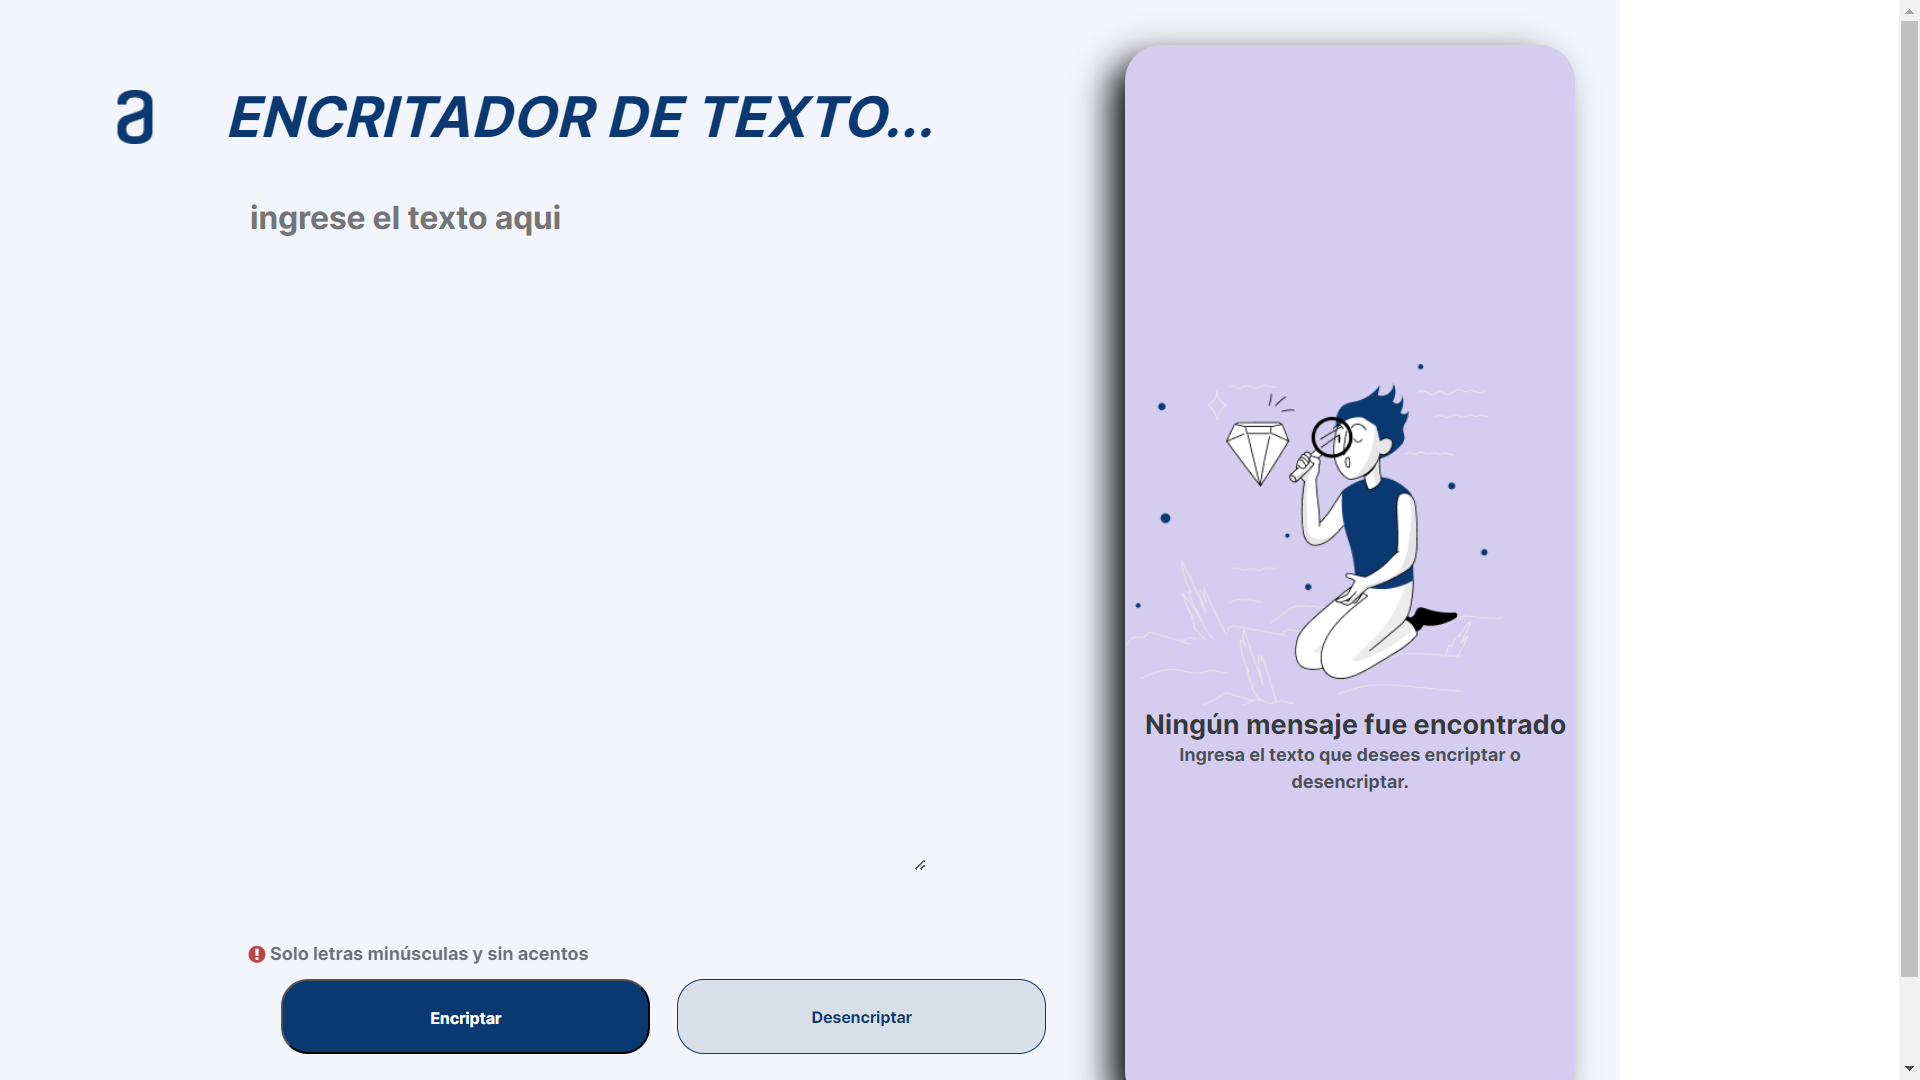 a
ENCRITADOR DE TEXTO...
ingrese el texto aqui
Solo letras minúsculas y sin acentos
Encriptar
Desencriptar
Ningún mensaje fue encontrado
Ingresa el texto que desees encriptar o
desencriptar.